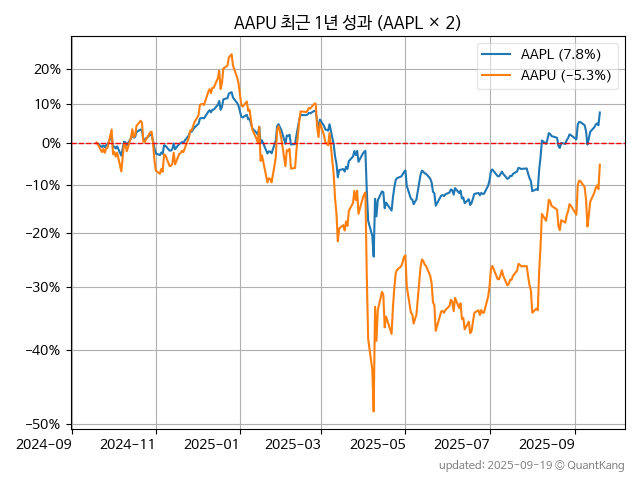 AAPU 최근 1년 성과 (AAPL × 2)
AAPL (7.8%)
AAPU (−5.3%)
20%
10%
0%
−10%
−20%
−30%
−40%
−50%
2024-09 2024-11 2025-01 2025-03 2025-05 2025-07 2025-09
updated: 2025-09-19 © QuantKang